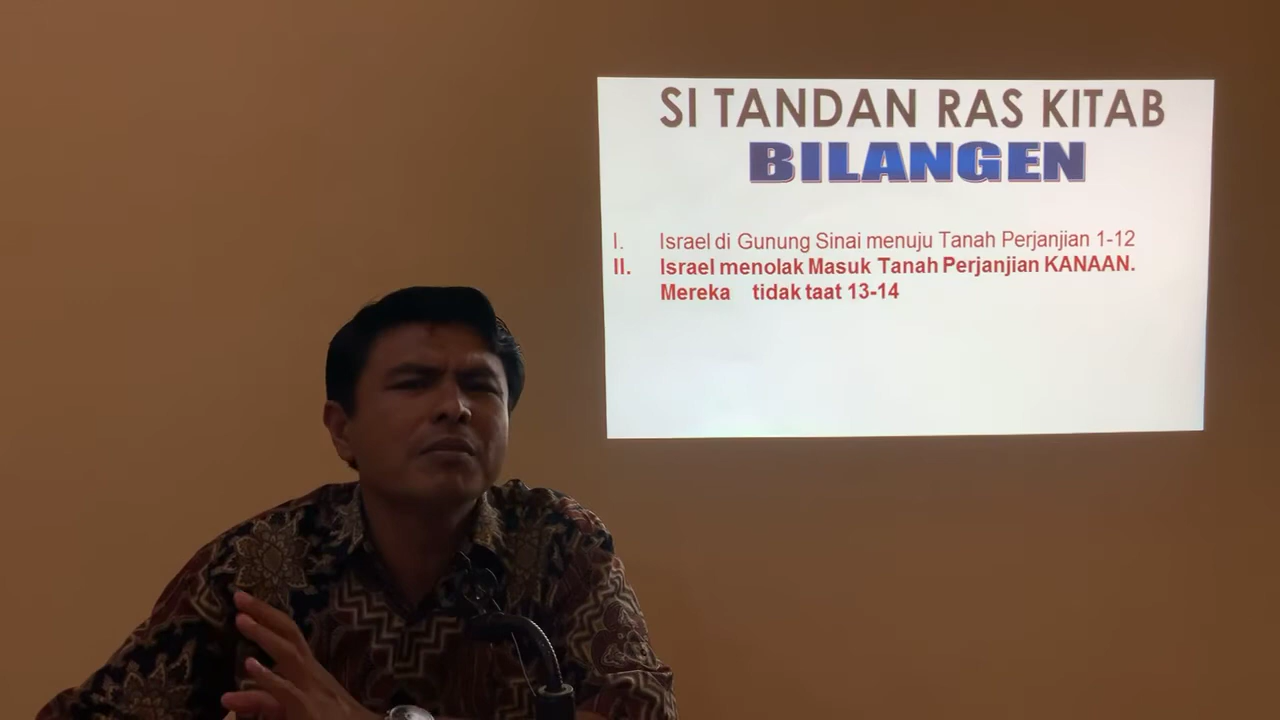 SI TANDAN RAS KITAB
BILANGEN
I. Israel di Gunung Sinai menuju Tanah Perjanjian 1-12
II. Israel menolak Masuk Tanah Perjanjian KANAAN.
Mereka tidak taat 13-14